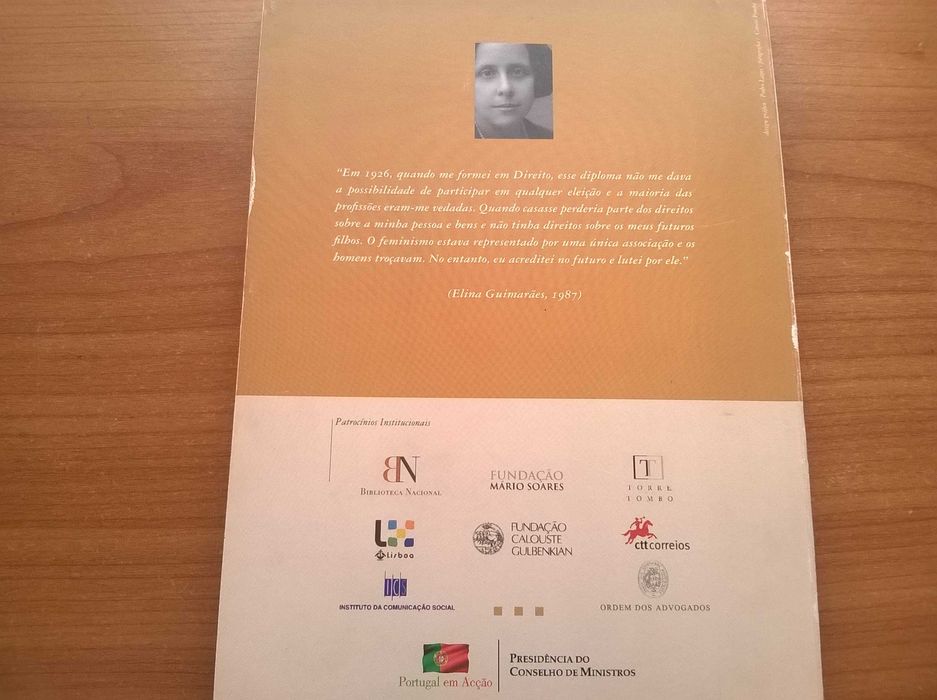 "Em 1926, quando me formei em Direito, esse diploma não me dava
a possibilidade de participar em qualquer eleição e a maioria das
profissões eram-me vedadas. Quando casasse perderia parte dos direitos
sobre a minha pessoa e bens e não tinha direitos sobre os meus futuros
filhos. O feminismo estava representado por uma única associação e os
homens troçavam. No entanto, eu acreditei no futuro e lutei por ele."
(Elina Guimarães, 1987)
Patrocínios Institucionais
BN
BIBLIOTECA NACIONAL
FUNDAÇÃO
MÁRIO SOARES
T
TORRE
TOMBO
L
Lisboa
FUNDAÇÃO
CALOUSTE
GULBENKIAN
ctt correios
ics
INSTITUTO DA COMUNICAÇÃO SOCIAL
ORDEM DOS ADVOGADOS
Portugal em Acção
PRESIDÊNCIA DO
CONSELHO DE MINISTROS